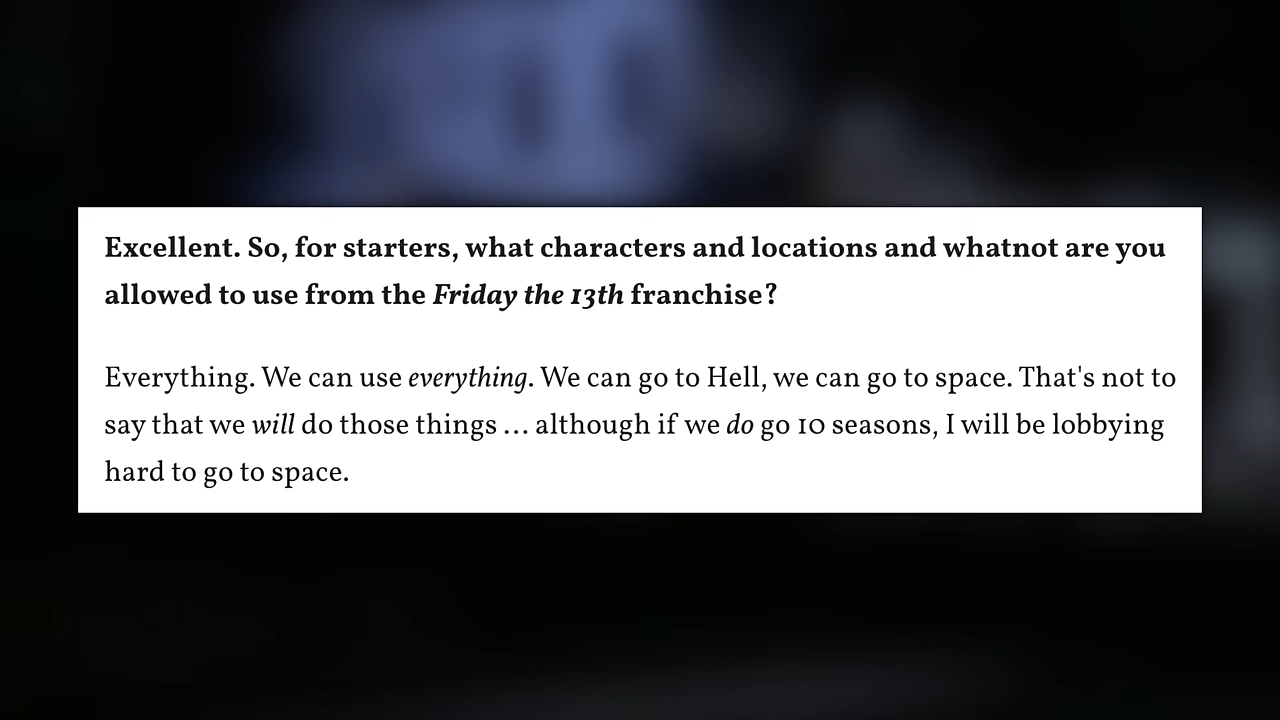 Excellent. So, for starters, what characters and locations and whatnot are you
allowed to use from the Friday the 13th franchise?
Everything. We can use everything. We can go to Hell, we can go to space. That's not to
say that we will do those things … although if we do go 10 seasons, I will be lobbying
hard to go to space.